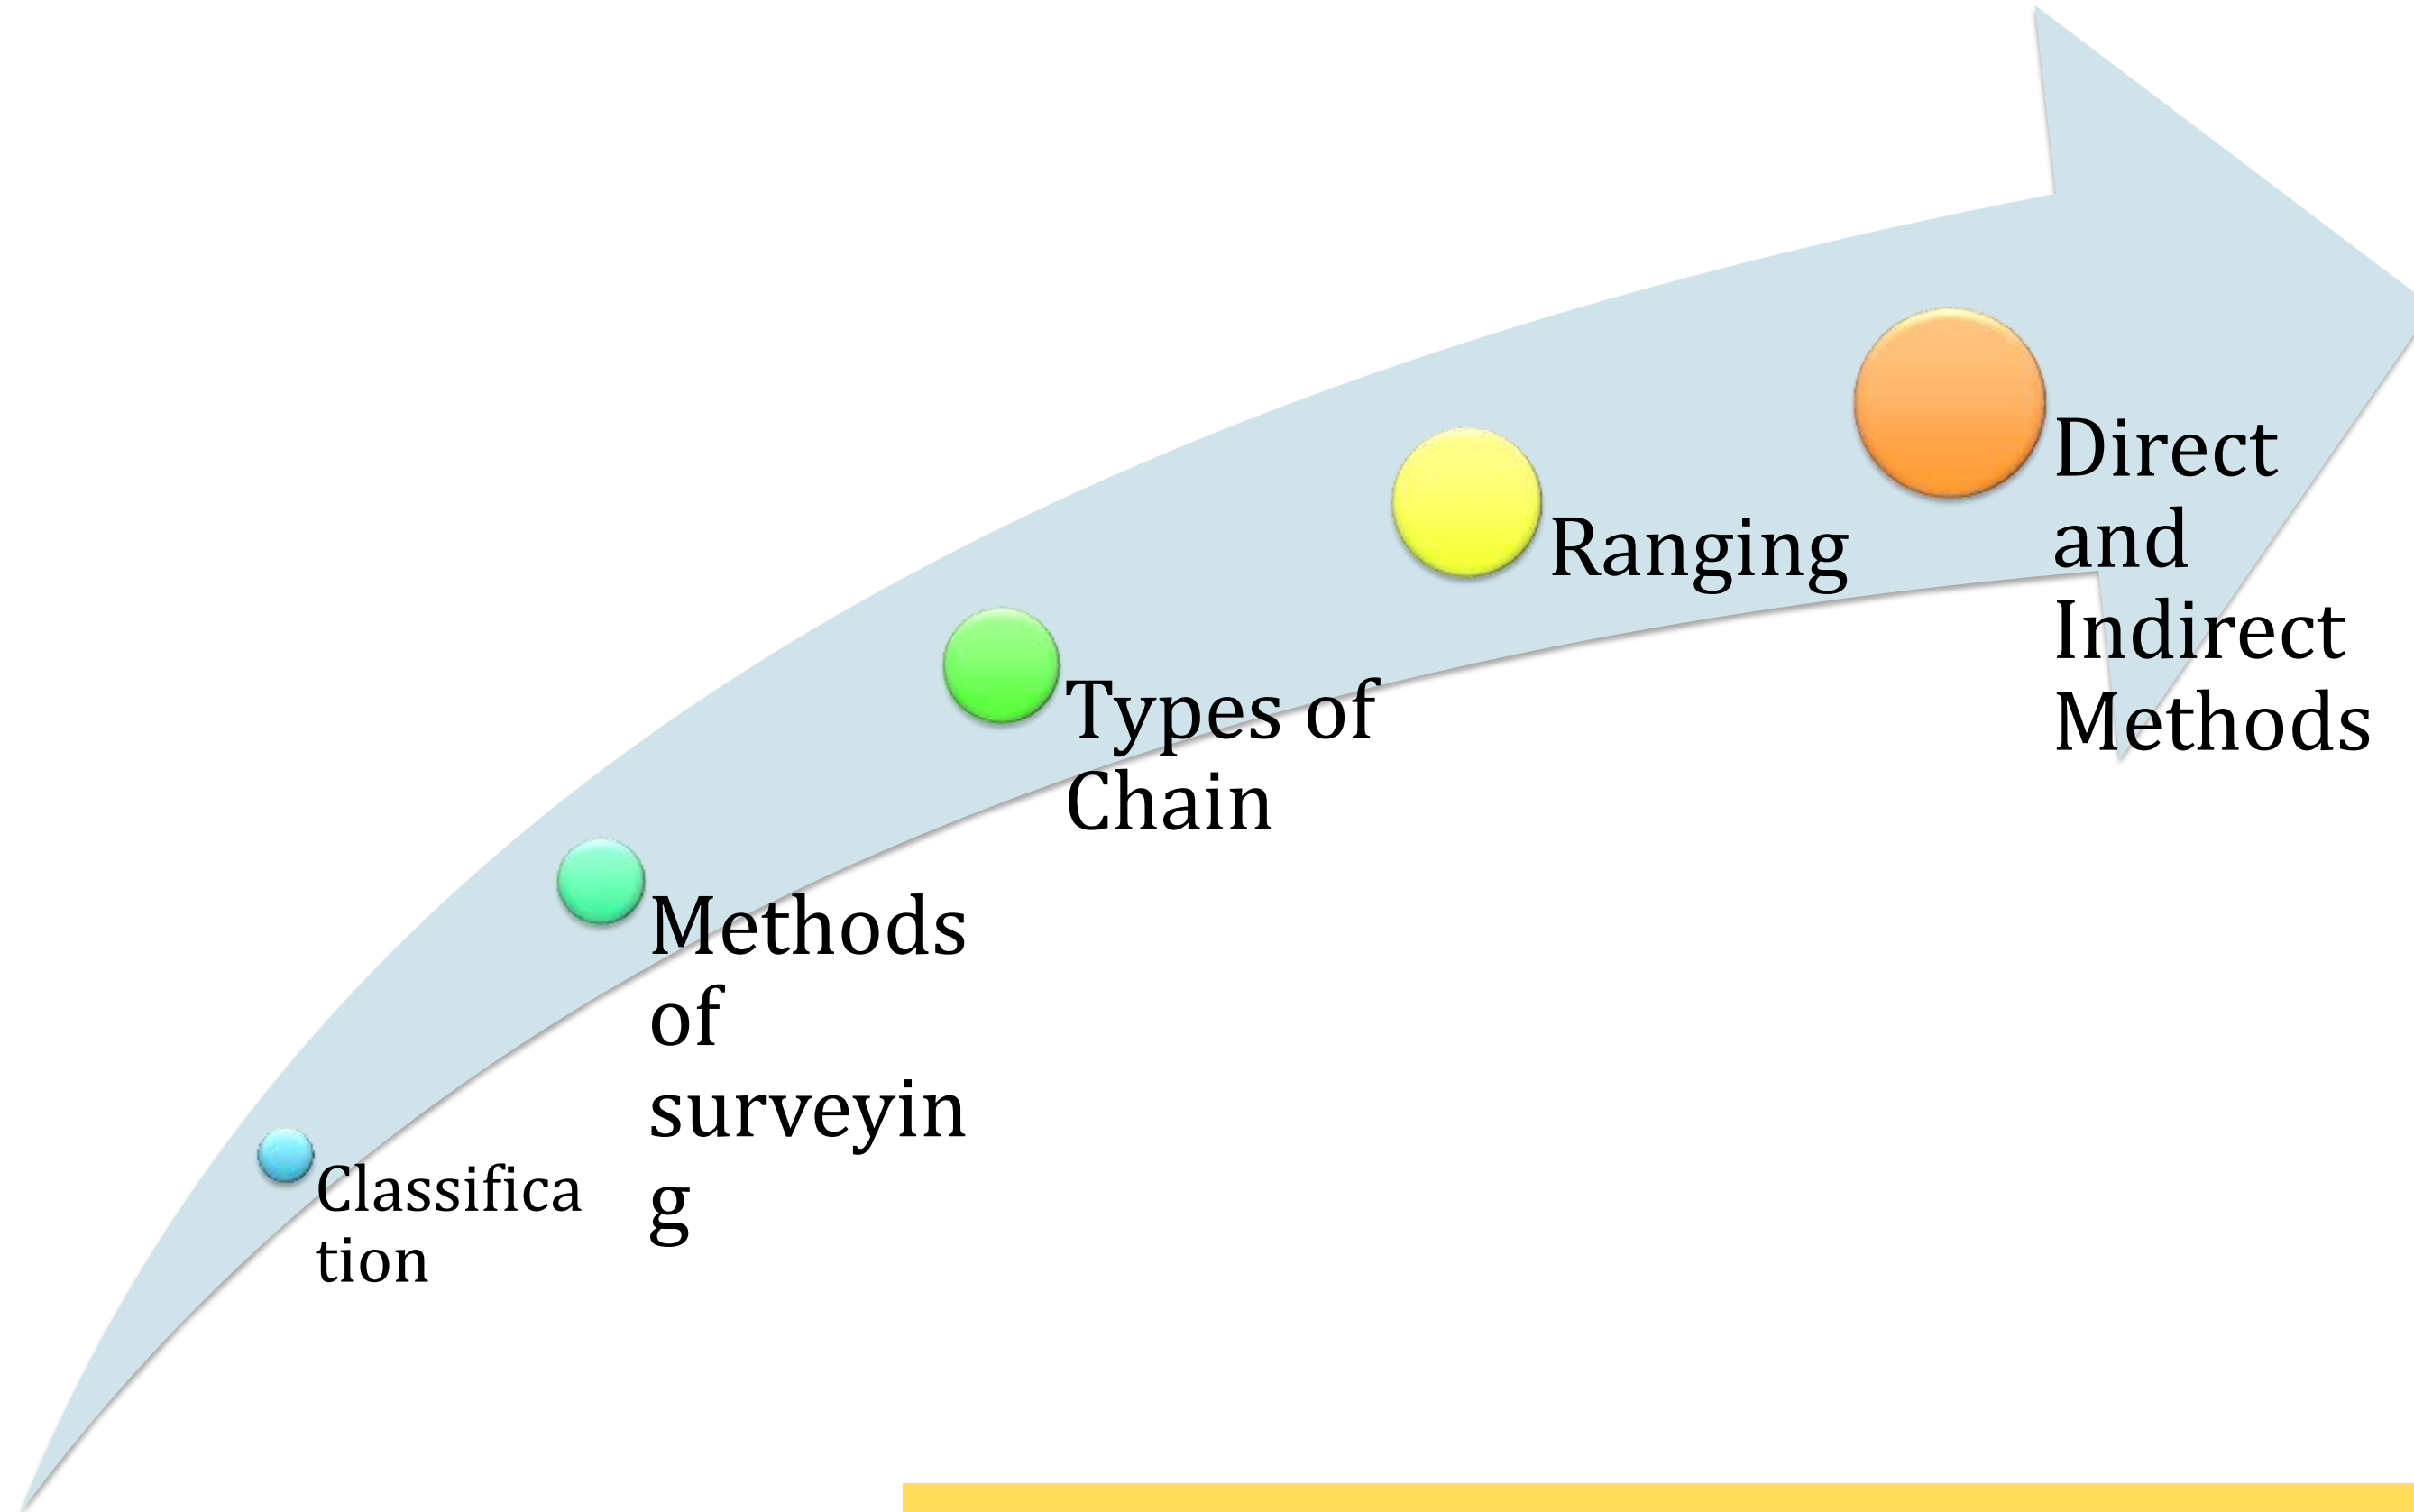 Classifica
tion
Methods
of
surveyin
g
Types of
Chain
Ranging
Direct
and
Indirect
Methods